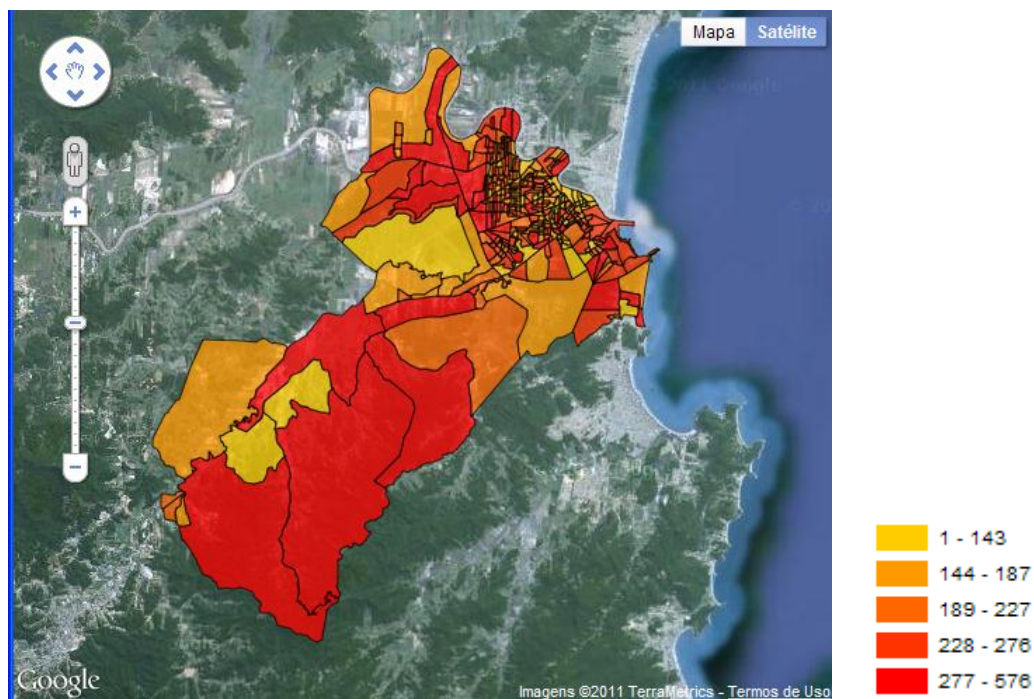 Mapa Satélite
1 - 143
144 - 187
189 - 227
228 - 276
277 - 576
Google
Imagens ©2011 TerraMetrics - Termos de Uso